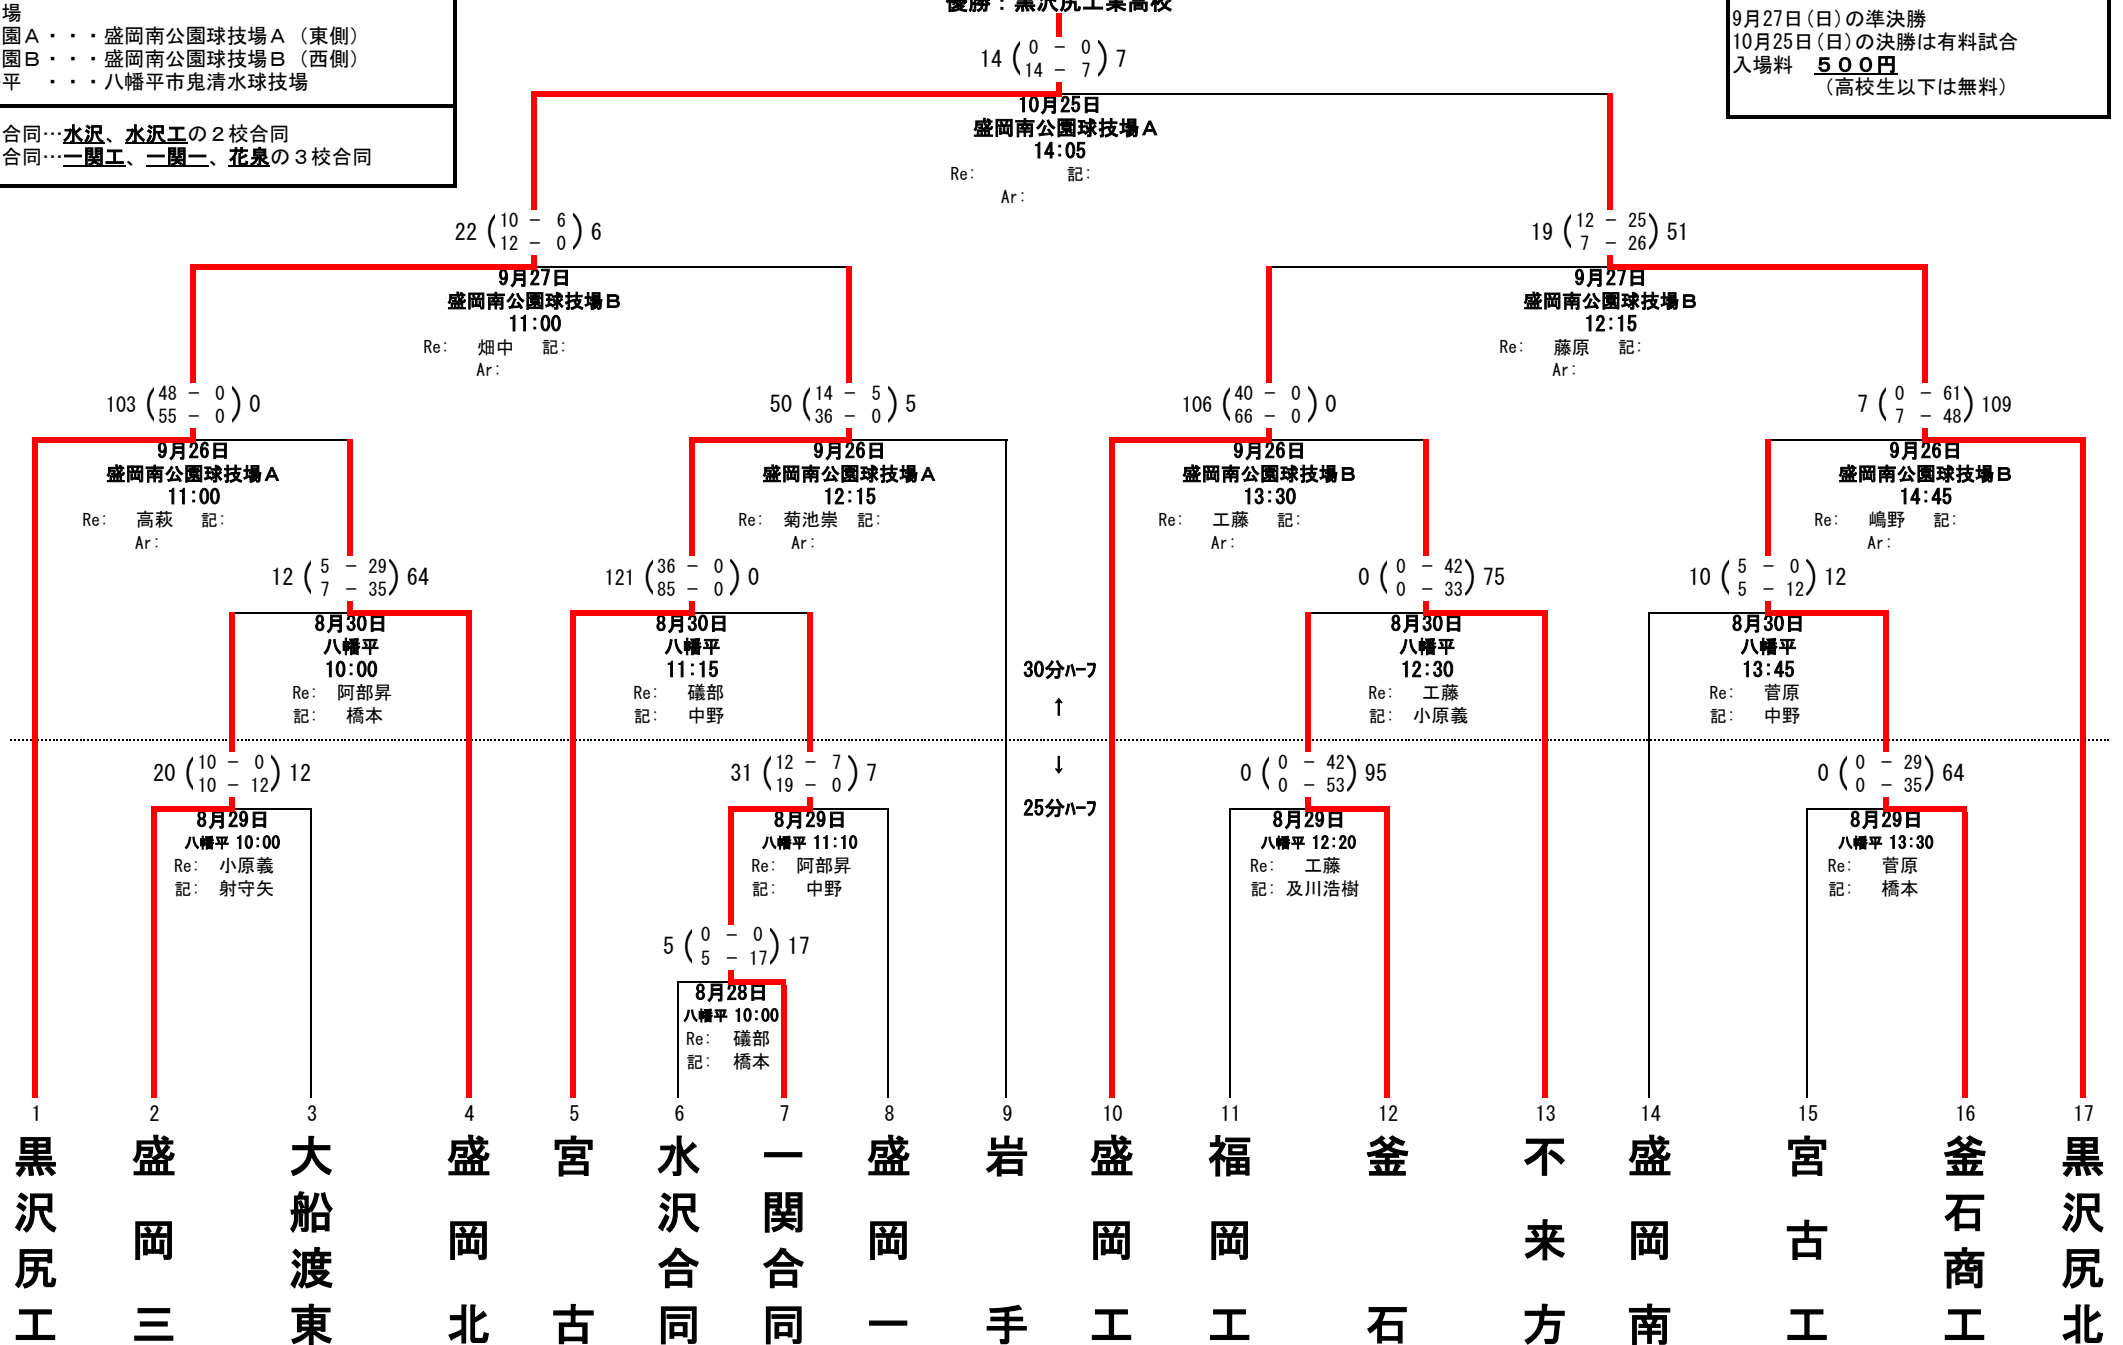 場
園A・・・盛岡南公園球技場A（東側）
園B・・・盛岡南公園球技場B（西側）
平　・・・八幡平市鬼清水球技場
合同…水沢、水沢工の２校合同
合同…一関工、一関一、花泉の３校合同
優勝：黒沢尻工業高校
9月27日(日)の準決勝
10月25日(日)の決勝は有料試合
入場料　５００円
（高校生以下は無料）
14 ( 0 － 0 ) 7
14 － 7
10月25日
盛岡南公園球技場A
14:05
Re:　記:
Ar:
22 ( 10 － 6 ) 6
12 － 0
9月27日
盛岡南公園球技場B
11:00
Re:　畑中　記:
Ar:
19 ( 12 － 25 ) 51
7 － 26
9月27日
盛岡南公園球技場B
12:15
Re:　藤原　記:
Ar:
103 ( 48 － 0 ) 0
55 － 0
9月26日
盛岡南公園球技場A
11:00
Re:　高萩　記:
Ar:
50 ( 14 － 5 ) 5
36 － 0
9月26日
盛岡南公園球技場A
12:15
Re:　菊池崇　記:
Ar:
106 ( 40 － 0 ) 0
66 － 0
9月26日
盛岡南公園球技場B
13:30
Re:　工藤　記:
Ar:
7 ( 0 － 61 ) 109
7 － 48
9月26日
盛岡南公園球技場B
14:45
Re:　嶋野　記:
Ar:
12 ( 5 － 29 ) 64
7 － 35
8月30日
八幡平
10:00
Re:　阿部昇
記:　橋本
121 ( 36 － 0 ) 0
85 － 0
8月30日
八幡平
11:15
Re:　礒部
記:　中野
0 ( 0 － 42 ) 75
0 － 33
8月30日
八幡平
12:30
Re:　工藤
記:　小原義
10 ( 5 － 0 ) 12
5 － 12
8月30日
八幡平
13:45
Re:　菅原
記:　中野
30分ﾊｰﾌ
↑
↓
25分ﾊｰﾌ
20 ( 10 － 0 ) 12
10 － 12
8月29日
八幡平 10:00
Re:　小原義
記:　射守矢
31 ( 12 － 7 ) 7
19 － 0
8月29日
八幡平 11:10
Re:　阿部昇
記:　中野
0 ( 0 － 42 ) 95
0 － 53
8月29日
八幡平 12:20
Re:　工藤
記:　及川浩樹
0 ( 0 － 29 ) 64
0 － 35
8月29日
八幡平 13:30
Re:　菅原
記:　橋本
5 ( 0 － 0 ) 17
5 － 17
8月28日
八幡平 10:00
Re:　礒部
記:　橋本
1 2 3 4 5 6 7 8 9 10 11 12 13 14 15 16 17
黒沢尻工
盛岡三
大船渡東
盛岡北
宮古
水沢合同
一関合同
盛岡一
岩手
盛岡工
福岡工
釜石
不来方
盛岡南
宮古工
釜石商工
黒沢尻北